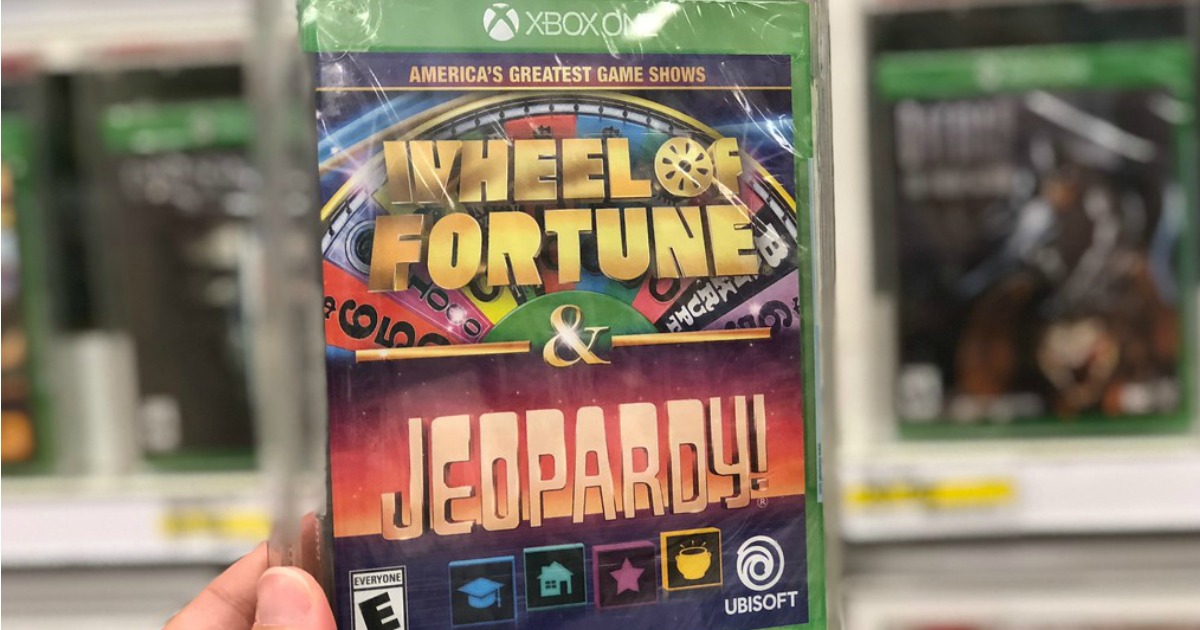 XBOX ONE
AMERICA'S GREATEST GAME SHOWS
WHEEL OF
FORTUNE
&
JEOPARDY!
®
EVERYONE
E
UBISOFT